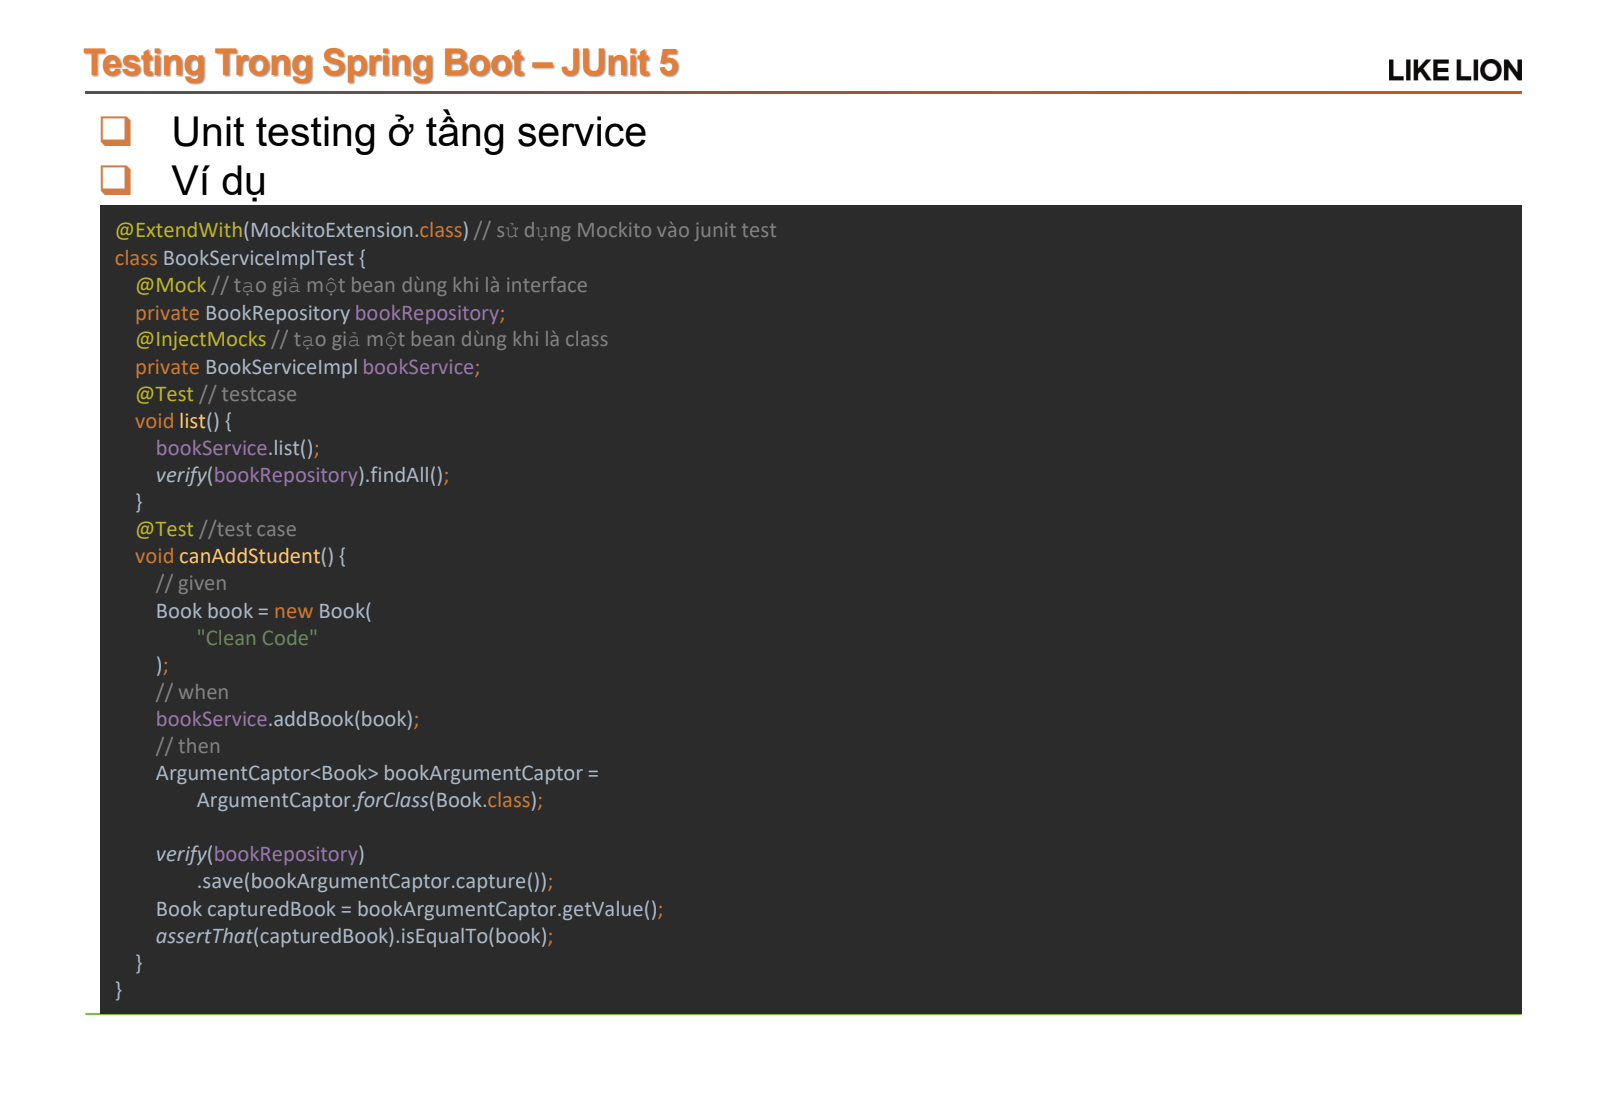 Testing Trong Spring Boot – JUnit 5
LIKE LION
Unit testing ở tầng service
Ví dụ
@ExtendWith(MockitoExtension.class) // sử dụng Mockito vào junit test
class BookServiceImplTest {
@Mock // tạo giả một bean dùng khi là interface
private BookRepository bookRepository;
@InjectMocks // tạo giả một bean dùng khi là class
private BookServiceImpl bookService;
@Test // testcase
void list() {
bookService.list();
verify(bookRepository).findAll();
}
@Test //test case
void canAddStudent() {
// given
Book book = new Book(
"Clean Code"
);
// when
bookService.addBook(book);
// then
ArgumentCaptor<Book> bookArgumentCaptor =
ArgumentCaptor.forClass(Book.class);
verify(bookRepository)
.save(bookArgumentCaptor.capture());
Book capturedBook = bookArgumentCaptor.getValue();
assertThat(capturedBook).isEqualTo(book);
}
}